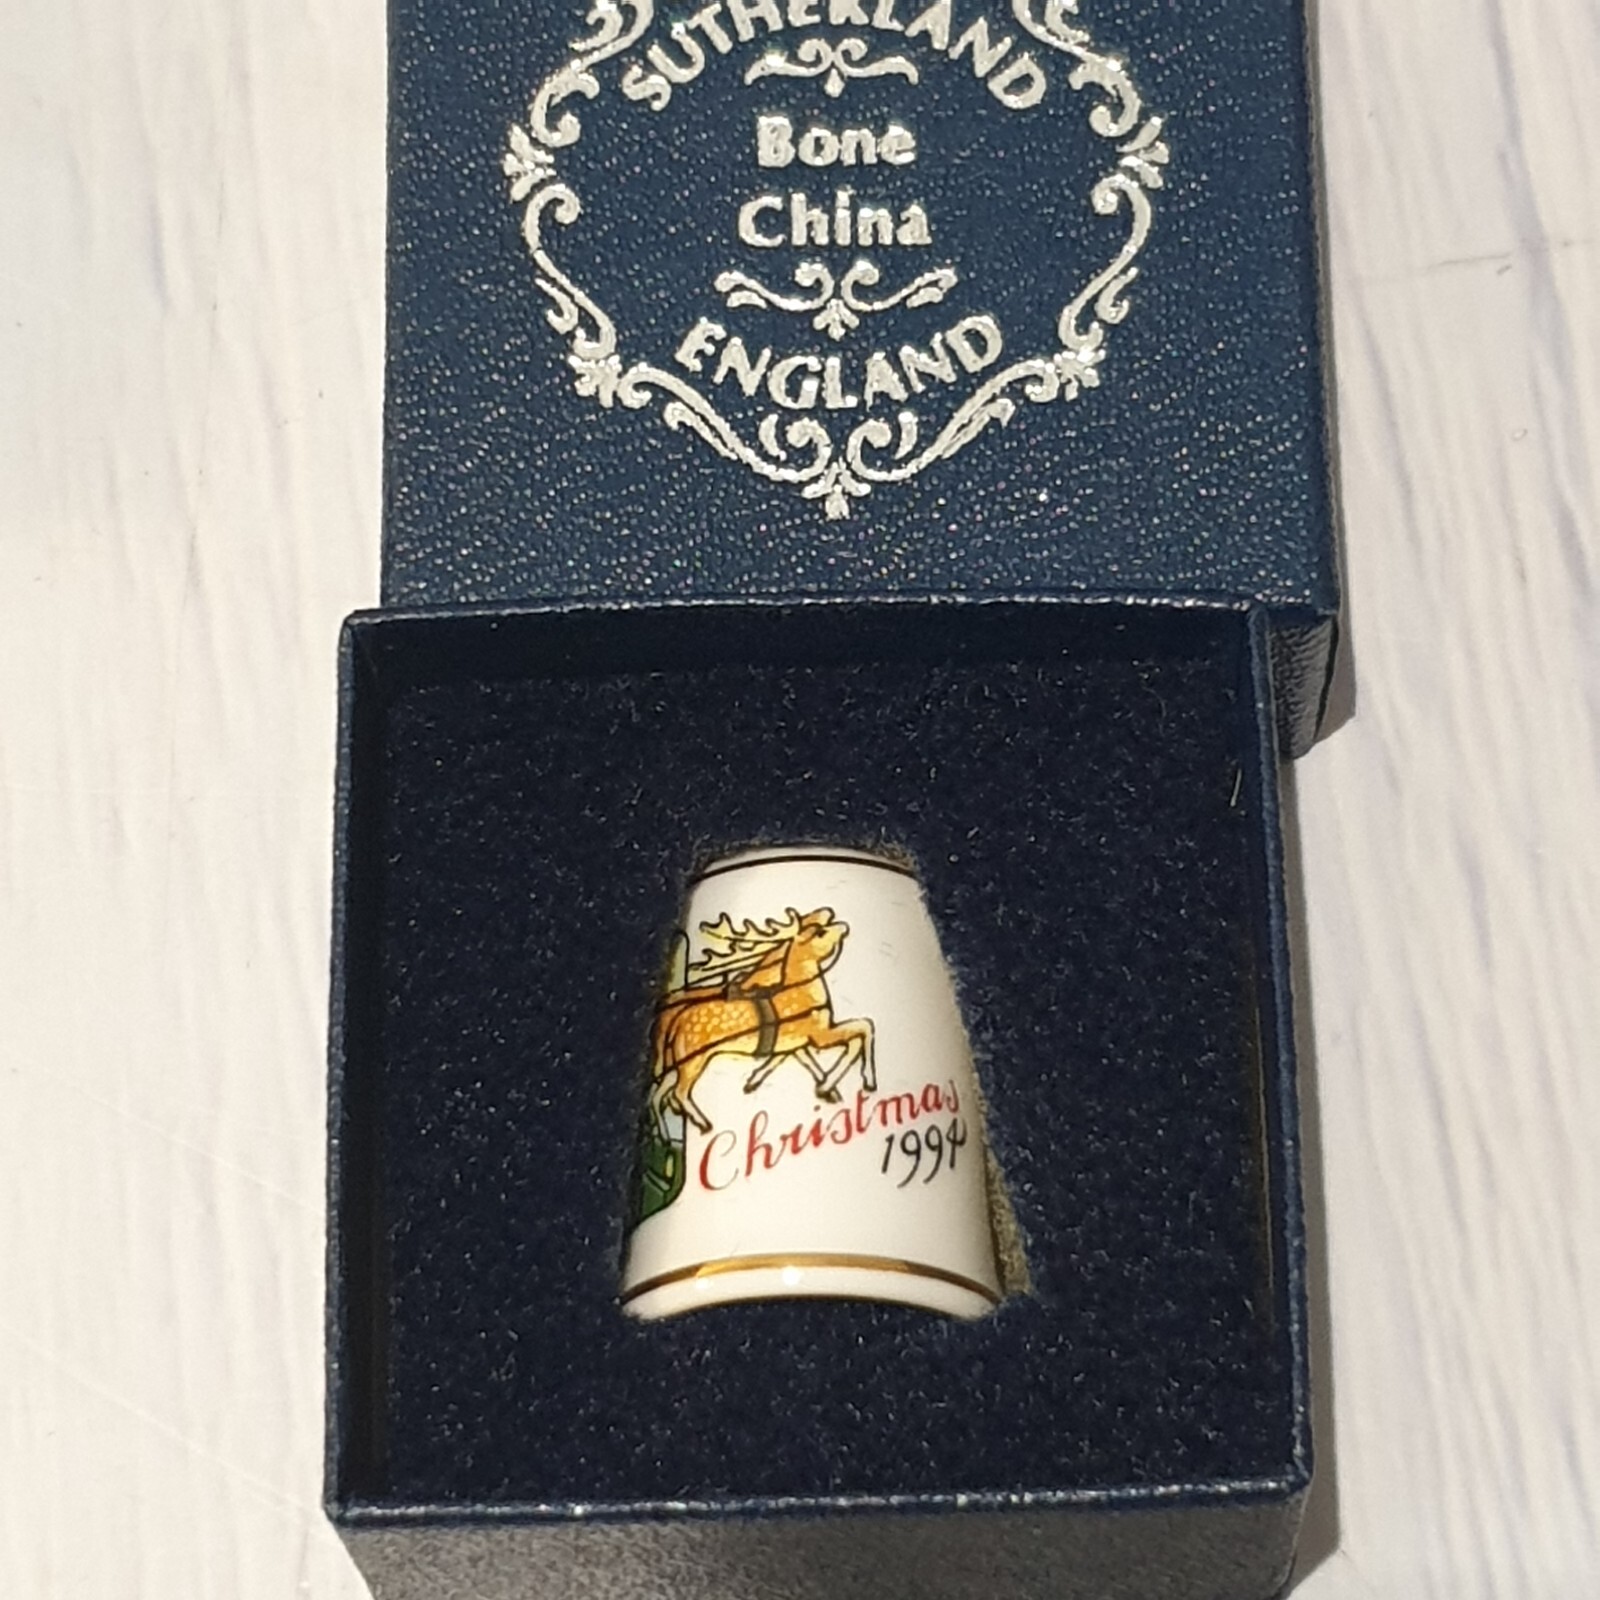 SUTHERLAND
Bone
China
ENGLAND
Christmas
1994